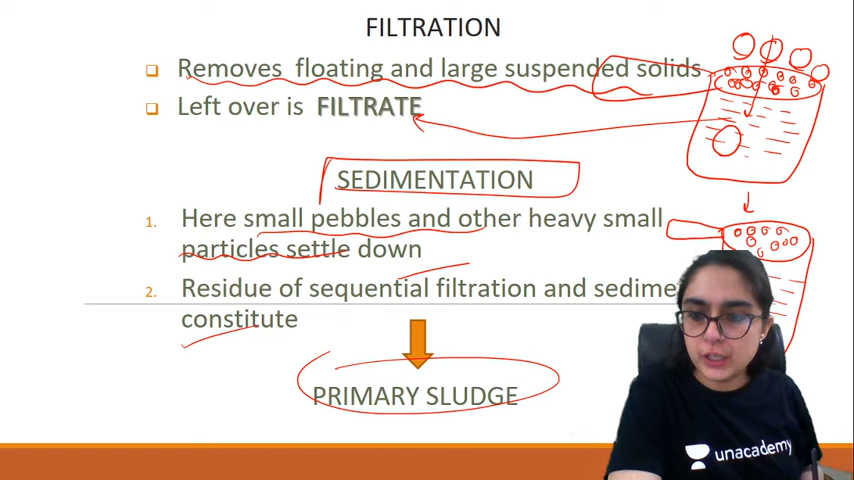 FILTRATION
Removes floating and large suspended solids
Left over is FILTRATE
SEDIMENTATION
1. Here small pebbles and other heavy small
particles settle down
2. Residue of sequential filtration and sedime
constitute
PRIMARY SLUDGE
unacademy